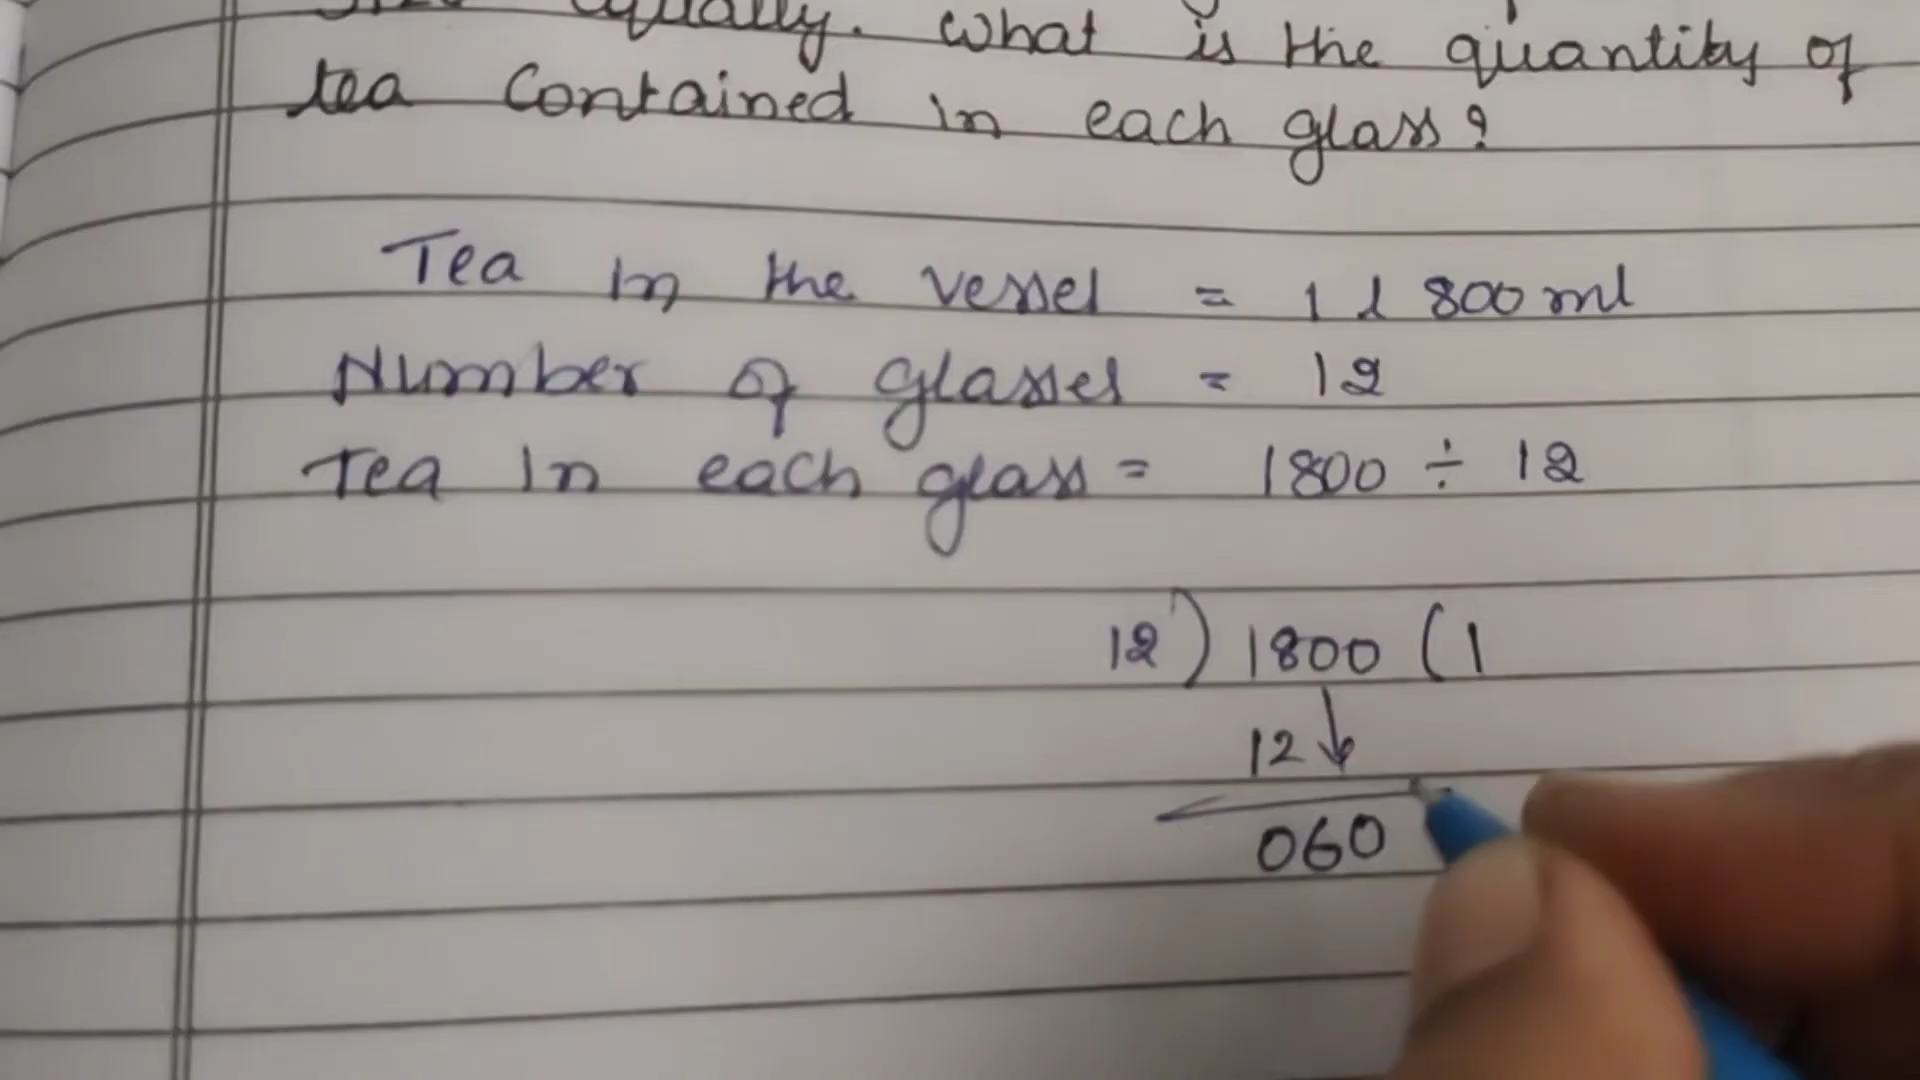 equally. What is the quantity of
tea contained in each glass?
Tea in the vessel = 1 l 800 ml
Number of glasses = 12
Tea in each glass = 1800 ÷ 12
12 ) 1800 ( 1
12
060